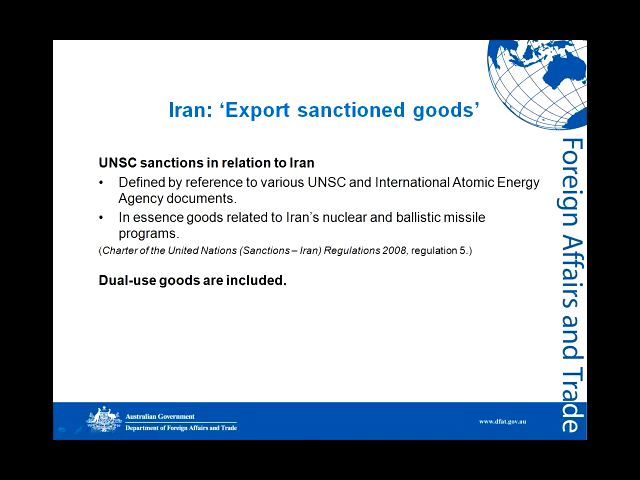 Iran: ‘Export sanctioned goods’
UNSC sanctions in relation to Iran
• Defined by reference to various UNSC and International Atomic Energy
Agency documents.
• In essence goods related to Iran’s nuclear and ballistic missile
programs.
(Charter of the United Nations (Sanctions – Iran) Regulations 2008, regulation 5.)
Dual-use goods are included.
Foreign Affairs and Trade
Australian Government
Department of Foreign Affairs and Trade
www.dfat.gov.au